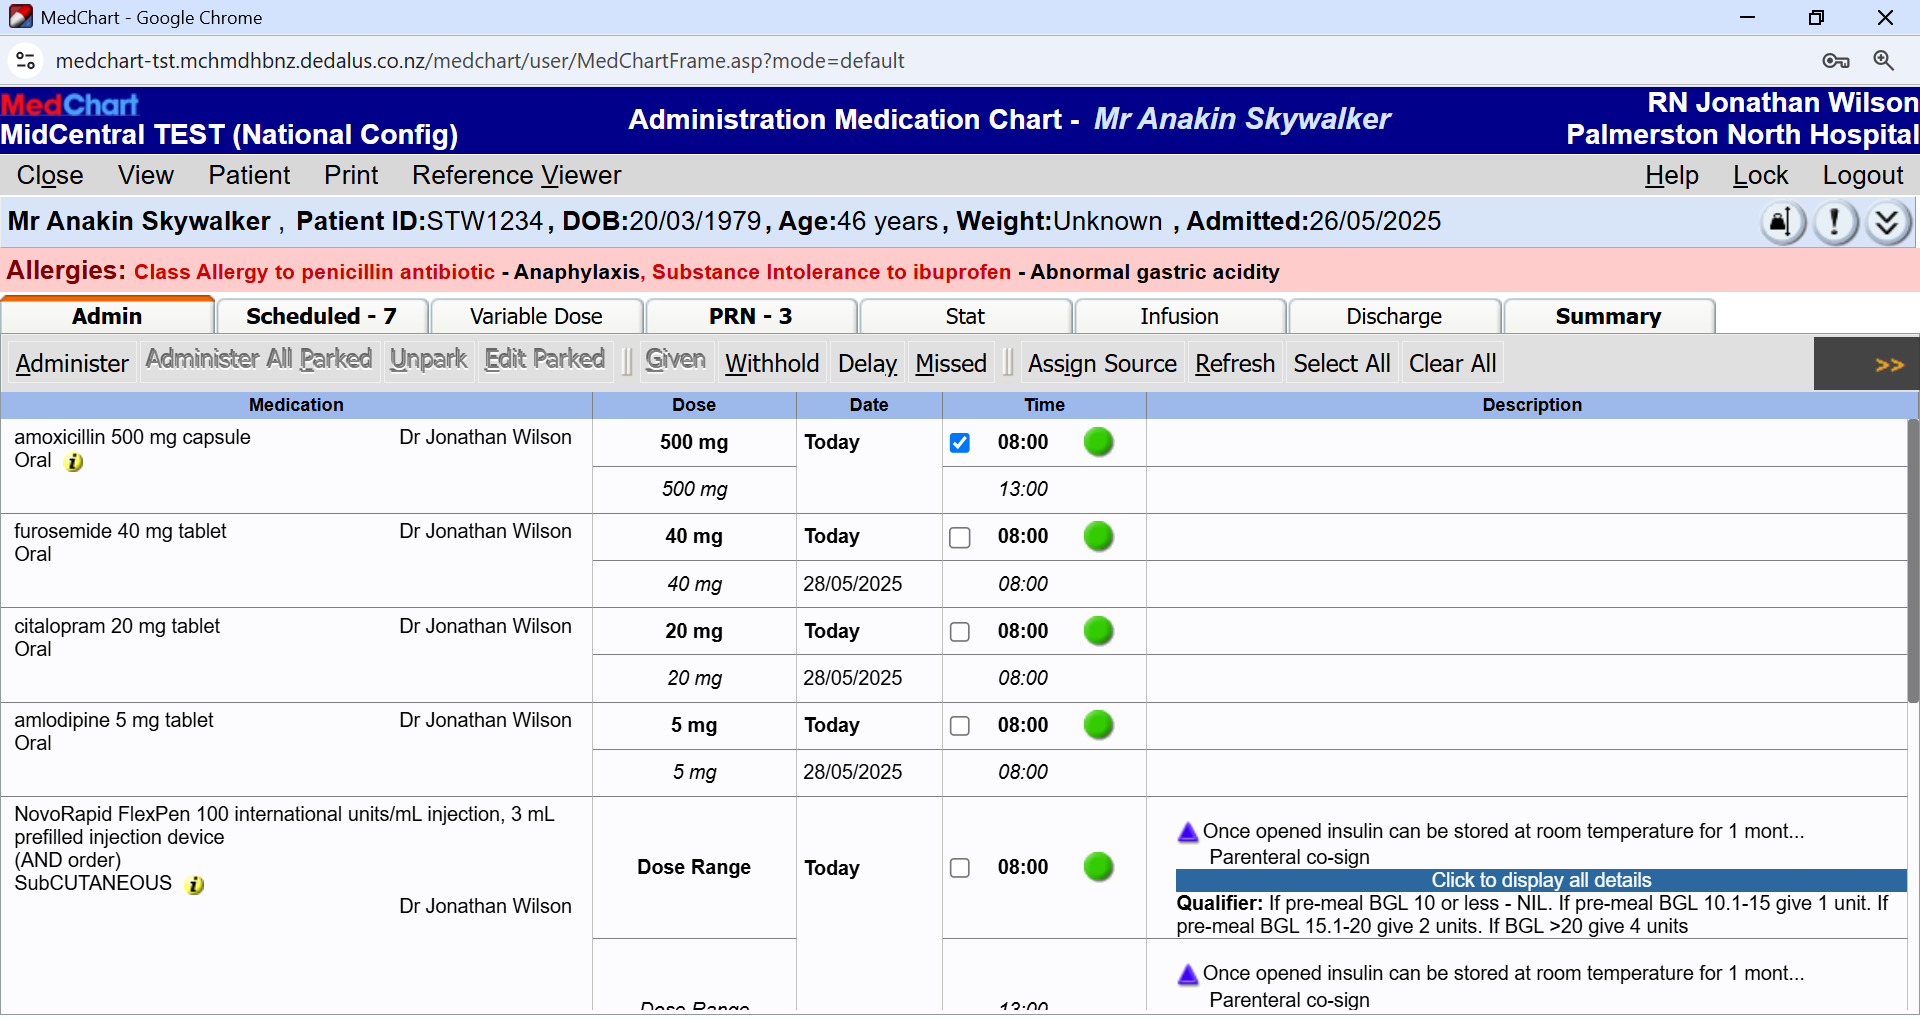 MedChart - Google Chrome
medchart-tst.mchmdhbnz.dedalus.co.nz/medchart/user/MedChartFrame.asp?mode=default
MedChart
MidCentral TEST (National Config)
Administration Medication Chart - Mr Anakin Skywalker
RN Jonathan Wilson
Palmerston North Hospital
Close View Patient Print Reference Viewer Help Lock Logout
Mr Anakin Skywalker , Patient ID:STW1234, DOB:20/03/1979, Age:46 years, Weight:Unknown , Admitted:26/05/2025
Allergies: Class Allergy to penicillin antibiotic - Anaphylaxis, Substance Intolerance to ibuprofen - Abnormal gastric acidity
Admin Scheduled - 7 Variable Dose PRN - 3 Stat Infusion Discharge Summary
Administer Administer All Parked Unpark Edit Parked Given Withhold Delay Missed Assign Source Refresh Select All Clear All >>
Medication Dose Date Time Description
amoxicillin 500 mg capsule Dr Jonathan Wilson 500 mg Today 08:00
Oral
500 mg 13:00
furosemide 40 mg tablet Dr Jonathan Wilson 40 mg Today 08:00
Oral
40 mg 28/05/2025 08:00
citalopram 20 mg tablet Dr Jonathan Wilson 20 mg Today 08:00
Oral
20 mg 28/05/2025 08:00
amlodipine 5 mg tablet Dr Jonathan Wilson 5 mg Today 08:00
Oral
5 mg 28/05/2025 08:00
NovoRapid FlexPen 100 international units/mL injection, 3 mL
prefilled injection device
(AND order)
SubCUTANEOUS
Dr Jonathan Wilson
Dose Range Today 08:00
Once opened insulin can be stored at room temperature for 1 mont...
Parenteral co-sign
Click to display all details
Qualifier: If pre-meal BGL 10 or less - NIL. If pre-meal BGL 10.1-15 give 1 unit. If
pre-meal BGL 15.1-20 give 2 units. If BGL >20 give 4 units
Once opened insulin can be stored at room temperature for 1 mont...
Parenteral co-sign
Dose Range 13:00